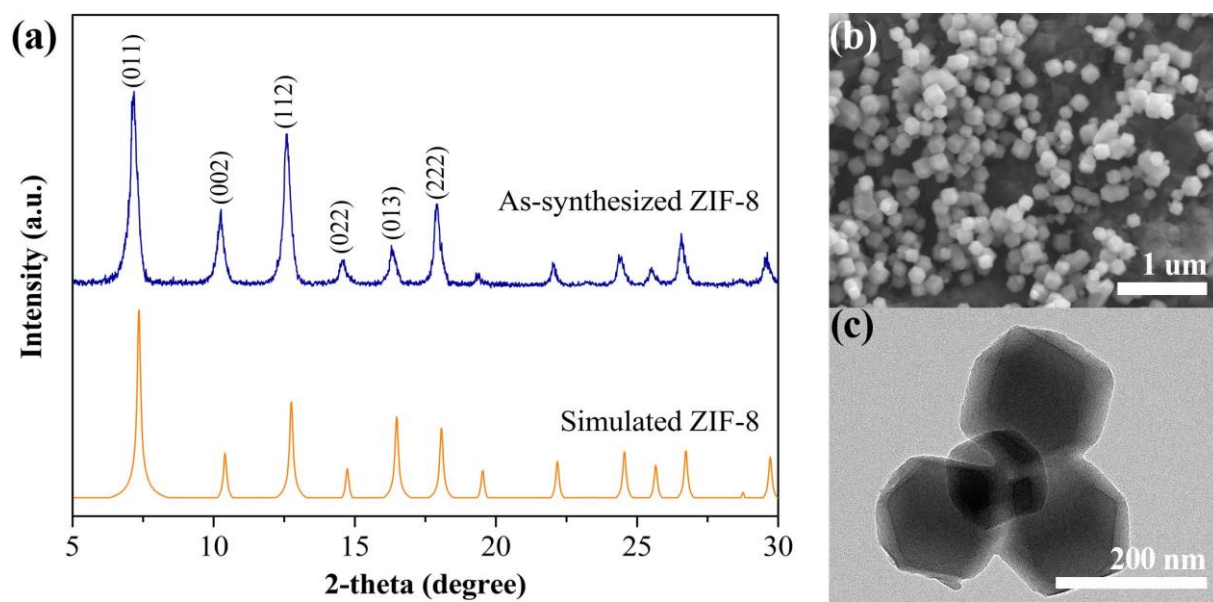 (a)
Intensity (a.u.)
(011)
(002)
(112)
(022)
(013)
(222)
As-synthesized ZIF-8
Simulated ZIF-8
5 10 15 20 25 30
2-theta (degree)
(b)
1 um
(c)
200 nm